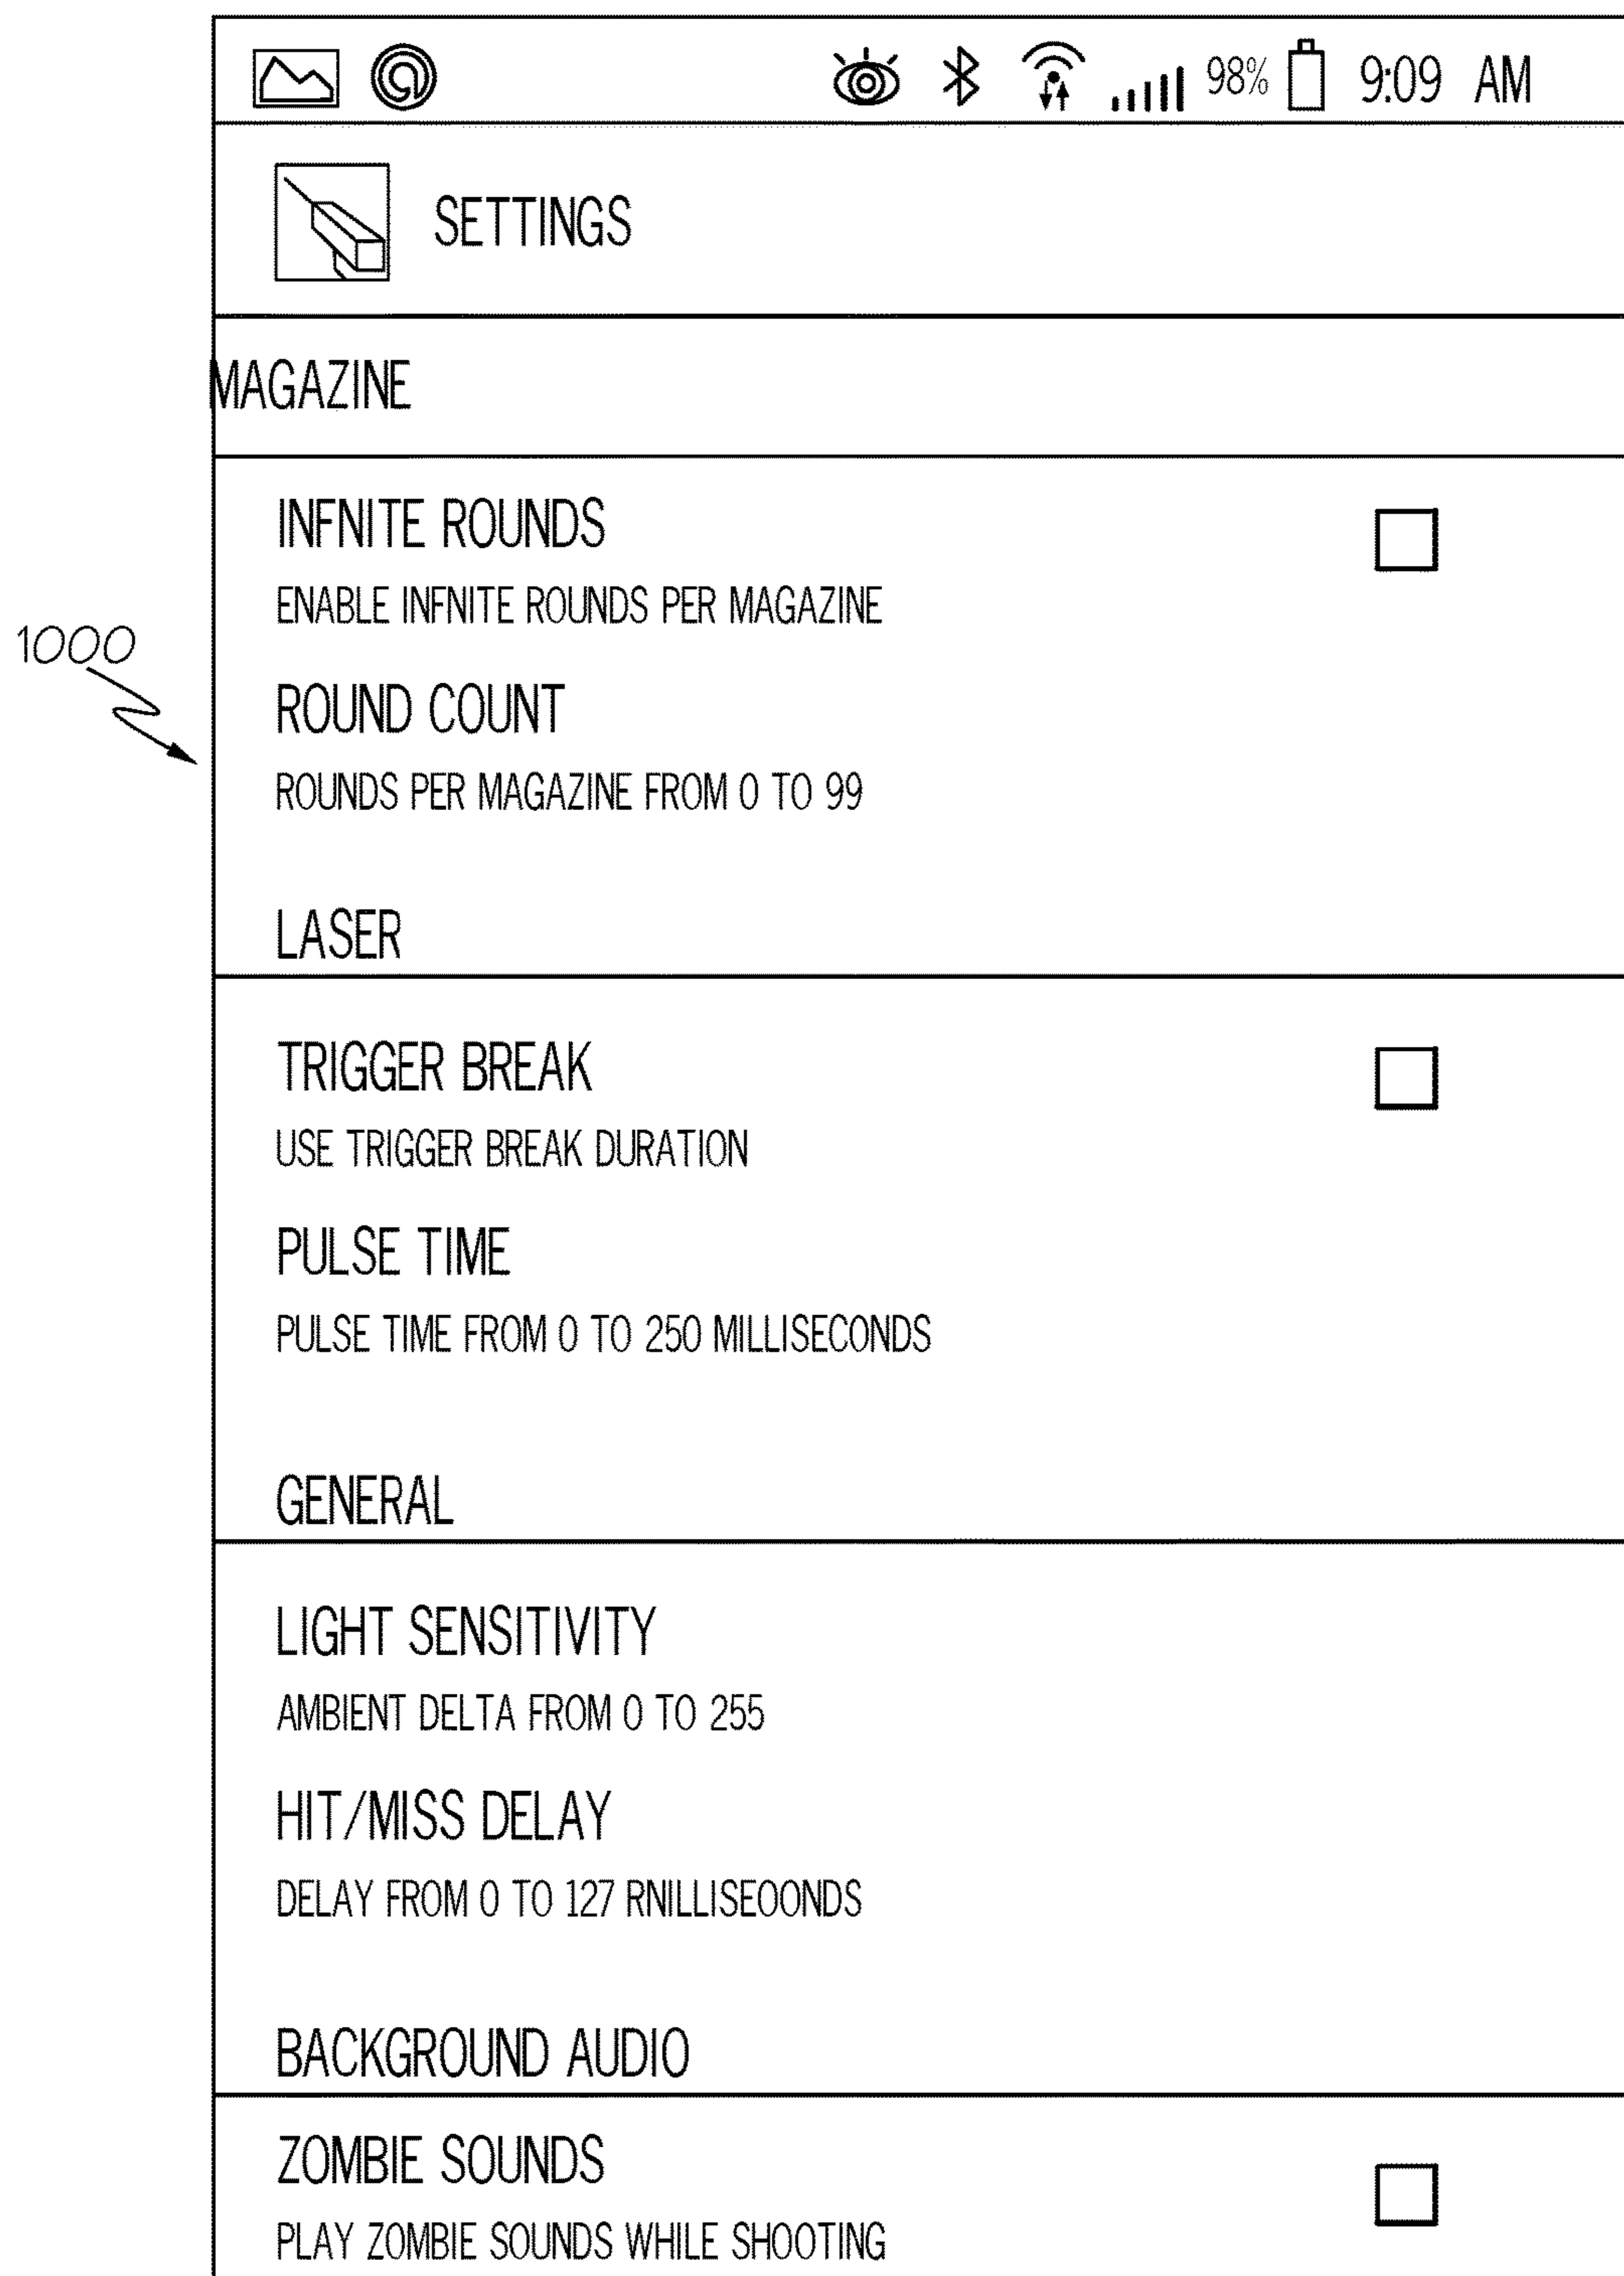 98% 9:09 AM
SETTINGS
MAGAZINE
INFNITE ROUNDS
ENABLE INFNITE ROUNDS PER MAGAZINE
1000
ROUND COUNT
ROUNDS PER MAGAZINE FROM 0 TO 99
LASER
TRIGGER BREAK
USE TRIGGER BREAK DURATION
PULSE TIME
PULSE TIME FROM 0 TO 250 MILLISECONDS
GENERAL
LIGHT SENSITIVITY
AMBIENT DELTA FROM 0 TO 255
HIT/MISS DELAY
DELAY FROM 0 TO 127 RNILLISEOONDS
BACKGROUND AUDIO
ZOMBIE SOUNDS
PLAY ZOMBIE SOUNDS WHILE SHOOTING